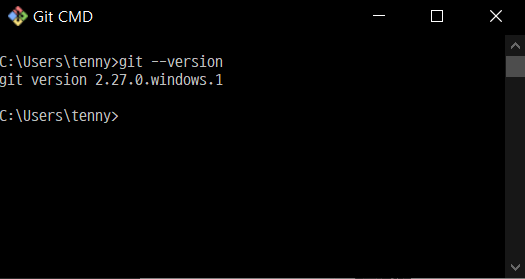 Git CMD
C:\Users\tenny>git --version
git version 2.27.0.windows.1
C:\Users\tenny>